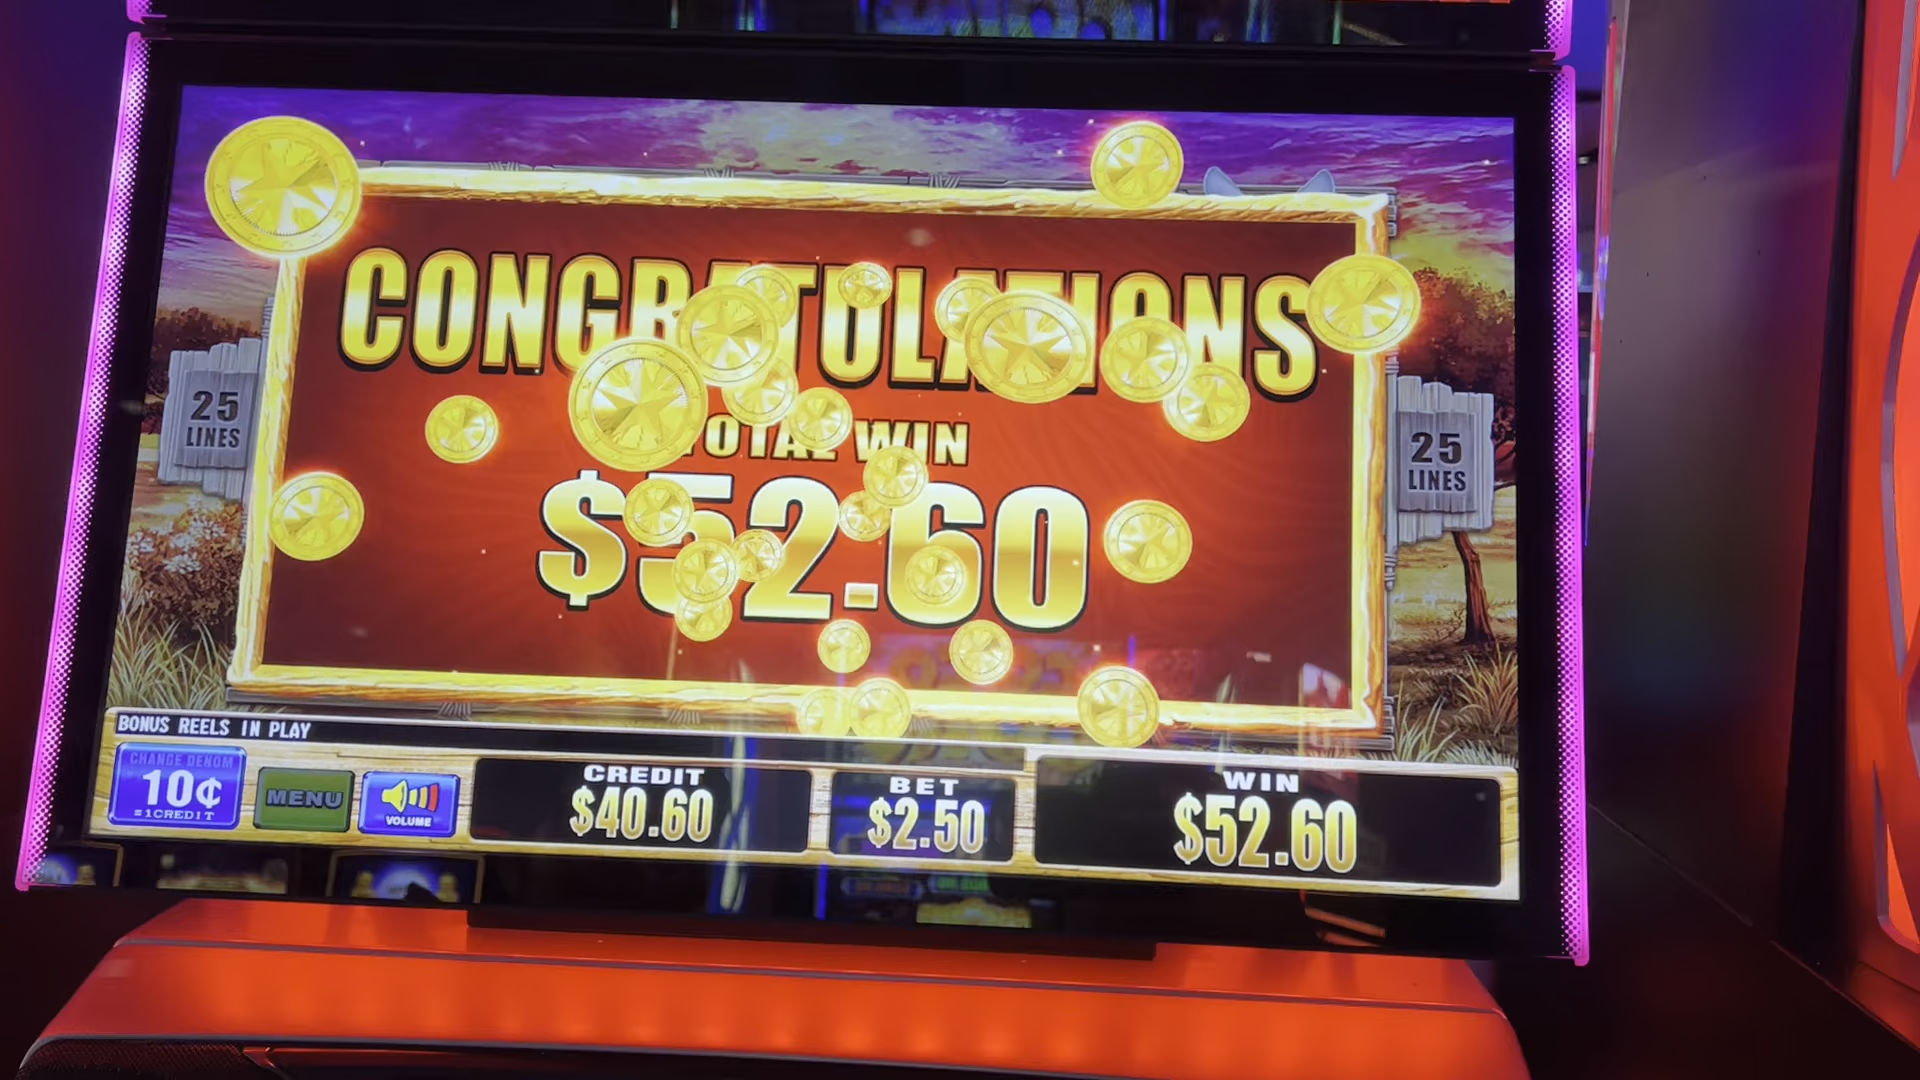 CONGRATULATIONS
TOTAL WIN
$52.60
25
LINES
25
LINES
BONUS REELS IN PLAY
CHANGE DENOM
10¢
=1CREDIT
MENU
VOLUME
CREDIT
$40.60
BET
$2.50
WIN
$52.60